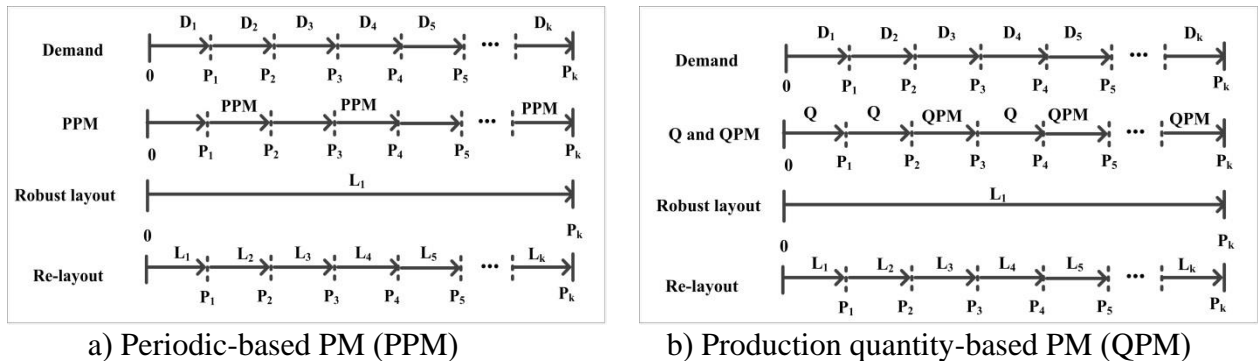 D₁ D₂ D₃ D₄ D₅ ... Dₖ
Demand
0 P₁ P₂ P₃ P₄ P₅ Pₖ
PPM PPM PPM
PPM ...
0 P₁ P₂ P₃ P₄ P₅ Pₖ
L₁
Robust layout
0 Pₖ
L₁ L₂ L₃ L₄ L₅ ... Lₖ
Re-layout
P₁ P₂ P₃ P₄ P₅ Pₖ
a) Periodic-based PM (PPM)
D₁ D₂ D₃ D₄ D₅ ... Dₖ
Demand
0 P₁ P₂ P₃ P₄ P₅ Pₖ
Q Q QPM Q QPM ... QPM
Q and QPM
0 P₁ P₂ P₃ P₄ P₅ Pₖ
L₁
Robust layout
0 Pₖ
L₁ L₂ L₃ L₄ L₅ ... Lₖ
Re-layout
P₁ P₂ P₃ P₄ P₅ Pₖ
b) Production quantity-based PM (QPM)